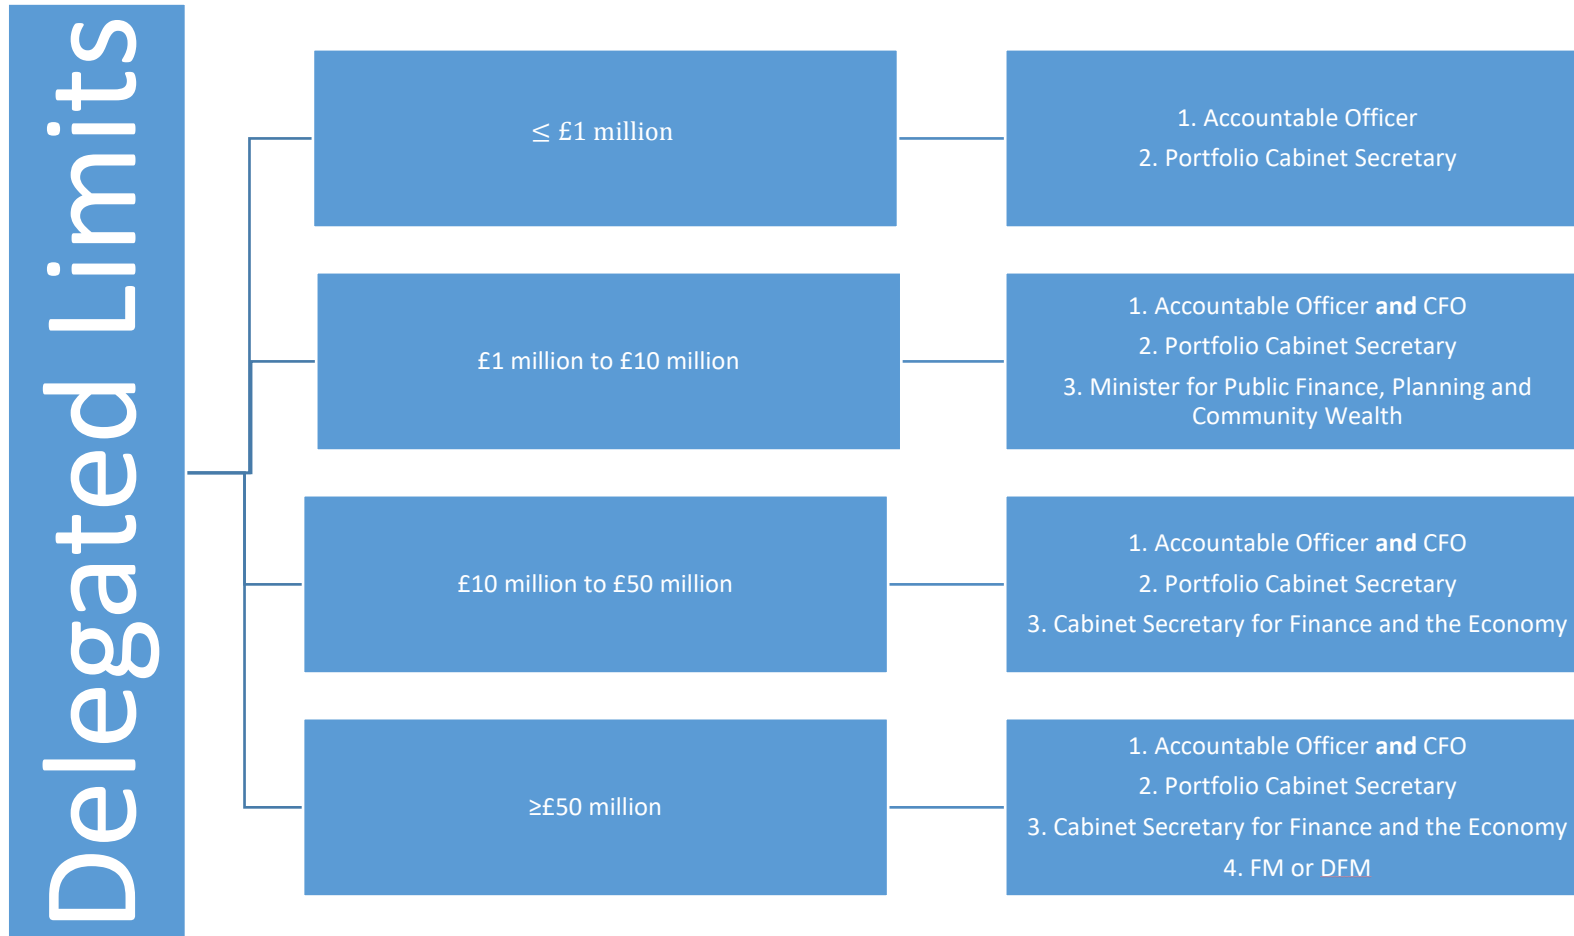 Delegated Limits
≤ £1 million
1. Accountable Officer
2. Portfolio Cabinet Secretary
£1 million to £10 million
1. Accountable Officer and CFO
2. Portfolio Cabinet Secretary
3. Minister for Public Finance, Planning and
Community Wealth
£10 million to £50 million
1. Accountable Officer and CFO
2. Portfolio Cabinet Secretary
3. Cabinet Secretary for Finance and the Economy
≥£50 million
1. Accountable Officer and CFO
2. Portfolio Cabinet Secretary
3. Cabinet Secretary for Finance and the Economy
4. FM or DFM